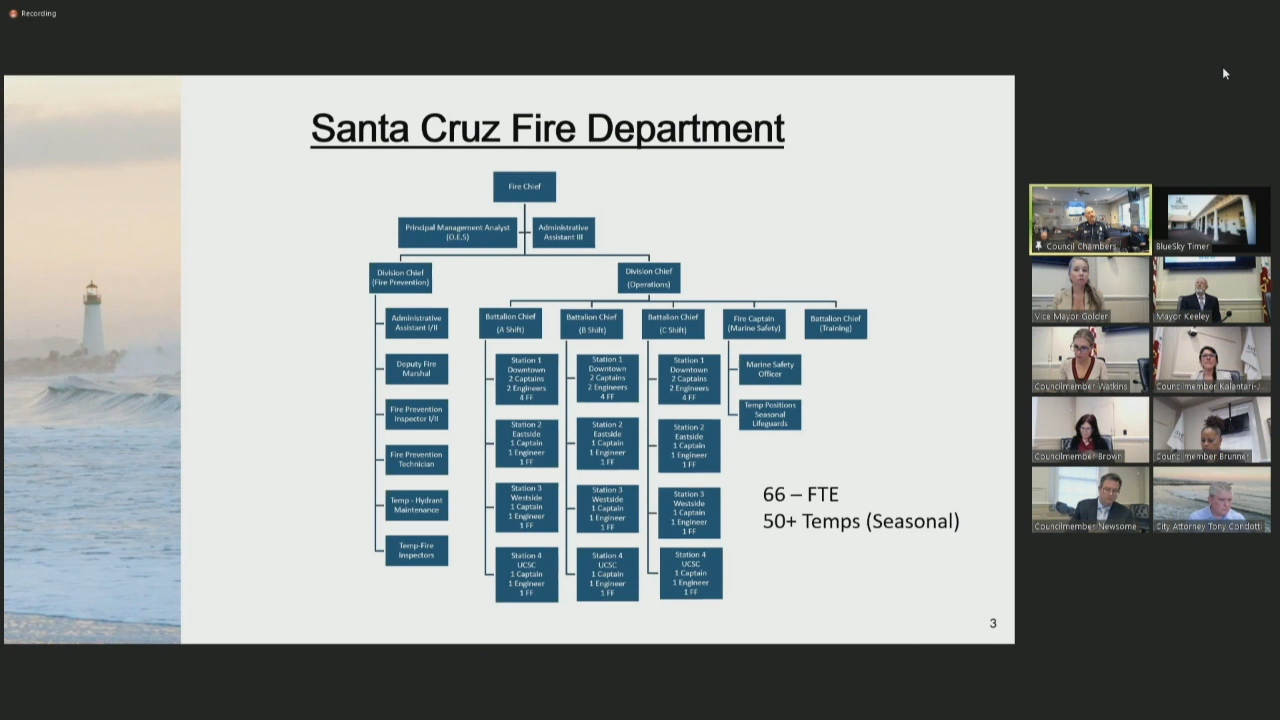 Recording
Santa Cruz Fire Department
Fire Chief
Principal Management Analyst
(O.E.S)
Administrative
Assistant III
Division Chief
(Fire Prevention)
Division Chief
(Operations)
Administrative
Assistant I/II
Deputy Fire
Marshal
Fire Prevention
Inspector I/II
Fire Prevention
Technician
Temp - Hydrant
Maintenance
Temp-Fire
Inspectors
Battalion Chief
(A Shift)
Station 1
Downtown
2 Captains
2 Engineers
4 FF
Station 2
Eastside
1 Captain
1 Engineer
1 FF
Station 3
Westside
1 Captain
1 Engineer
1 FF
Station 4
UCSC
1 Captain
1 Engineer
1 FF
Battalion Chief
(B Shift)
Station 1
Downtown
2 Captains
2 Engineers
4 FF
Station 2
Eastside
1 Captain
1 Engineer
1 FF
Station 3
Westside
1 Captain
1 Engineer
1 FF
Station 4
UCSC
1 Captain
1 Engineer
1 FF
Battalion Chief
(C Shift)
Station 1
Downtown
2 Captains
2 Engineers
4 FF
Station 2
Eastside
1 Captain
1 Engineer
1 FF
Station 3
Westside
1 Captain
1 Engineer
1 FF
Station 4
UCSC
1 Captain
1 Engineer
1 FF
Fire Captain
(Marine Safety)
Marine Safety
Officer
Temp Positions
Seasonal
Lifeguards
Battalion Chief
(Training)
66 – FTE
50+ Temps (Seasonal)
3
Council Chambers
BlueSky Timer
Vice Mayor Golder
Mayor Keeley
Councilmember Watkins
Councilmember Kalantari-J...
Councilmember Brown
Councilmember Brunner
Councilmember Newsome
City Attorney Tony Condotti